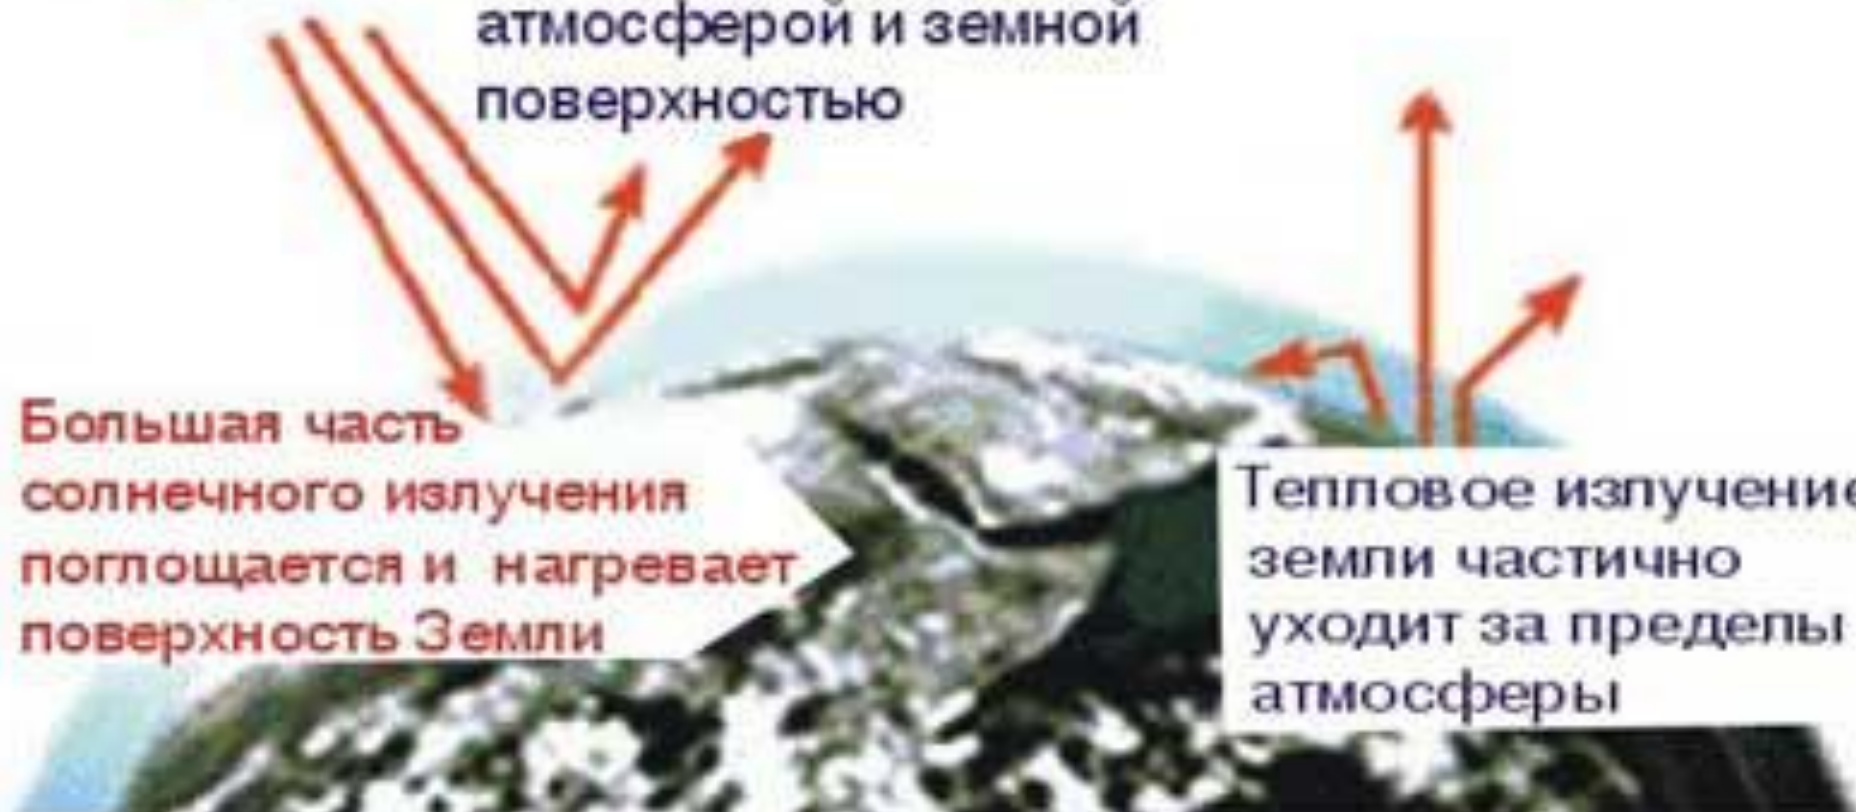 атмосферой и земной
поверхностью
Большая часть
солнечного излучения
поглощается и нагревает
поверхность Земли
Тепловое излучение
земли частично
уходит за пределы
атмосферы